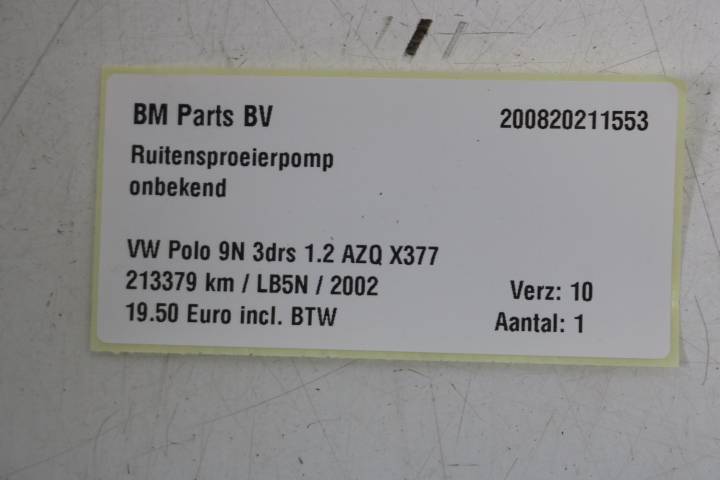 BM Parts BV 200820211553
Ruitensproeierpomp
onbekend
VW Polo 9N 3drs 1.2 AZQ X377
213379 km / LB5N / 2002 Verz: 10
19.50 Euro incl. BTW Aantal: 1